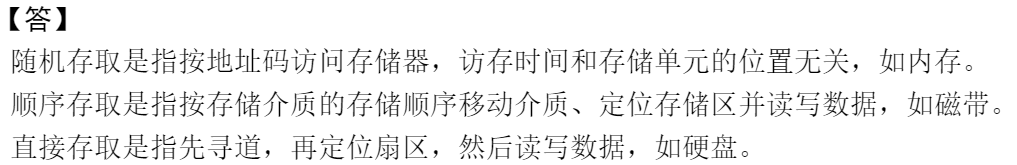 【答】
随机存取是指按地址码访问存储器，访存时间和存储单元的位置无关，如内存。
顺序存取是指按存储介质的存储顺序移动介质、定位存储区并读写数据，如磁带。
直接存取是指先寻道，再定位扇区，然后读写数据，如硬盘。